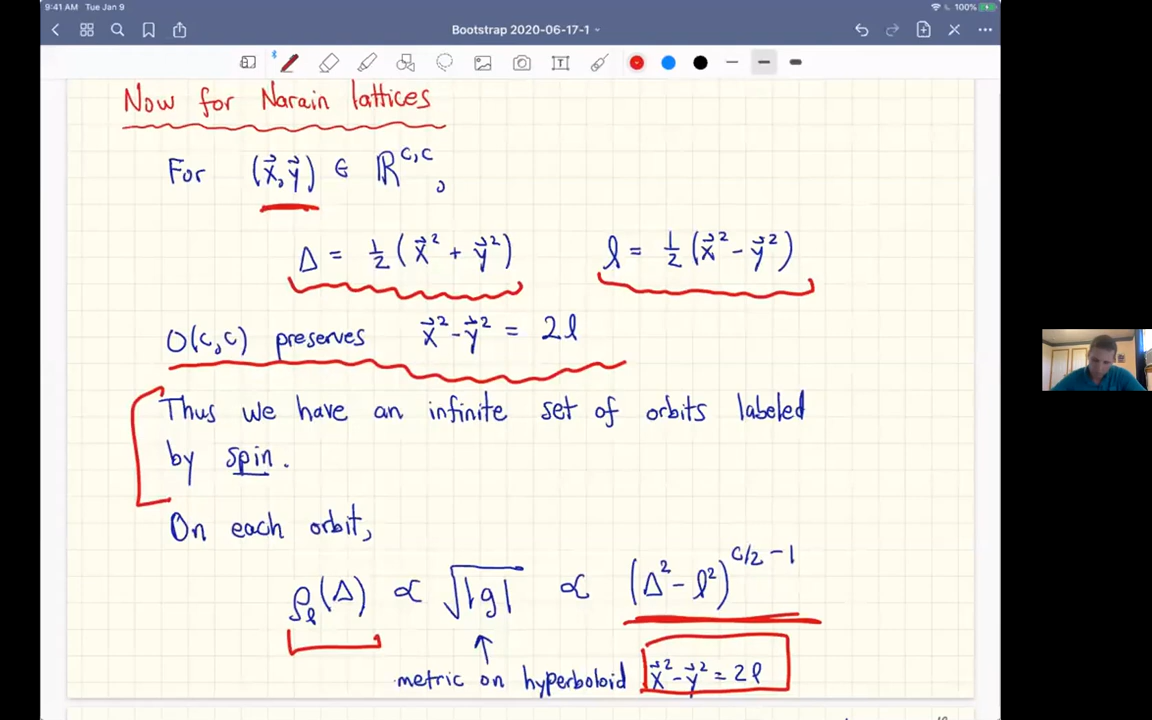 9:41 AM Tue Jan 9
100%
Bootstrap 2020-06-17-1
Now for Narain lattices
For (x⃗, y⃗) ∈ ℝ^{c,c},
Δ = ½(x⃗² + y⃗²) ℓ = ½(x⃗² - y⃗²)
O(c,c) preserves x⃗² - y⃗² = 2ℓ
Thus we have an infinite set of orbits labeled
by spin.
On each orbit,
ρ_ℓ(Δ) ∝ √|g| ∝ (Δ² - ℓ²)^{c/2 - 1}
↑
metric on hyperboloid x⃗² - y⃗² = 2ℓ